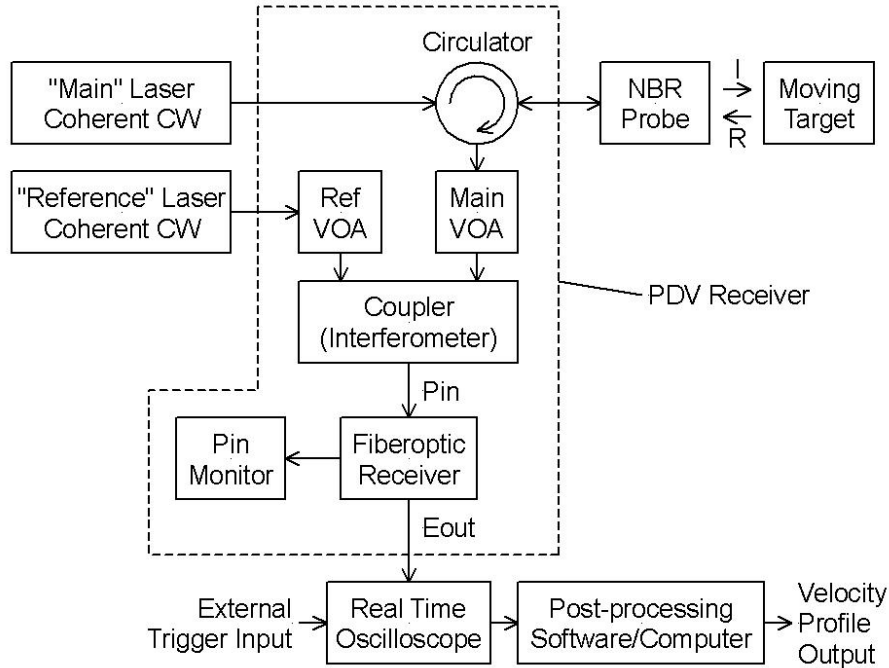 Circulator
"Main" Laser
Coherent CW
NBR
Probe
I
R
Moving
Target
"Reference" Laser
Coherent CW
Ref
VOA
Main
VOA
Coupler
(Interferometer)
PDV Receiver
Pin
Pin
Monitor
Fiberoptic
Receiver
Eout
External
Trigger Input
Real Time
Oscilloscope
Post-processing
Software/Computer
Velocity
Profile
Output